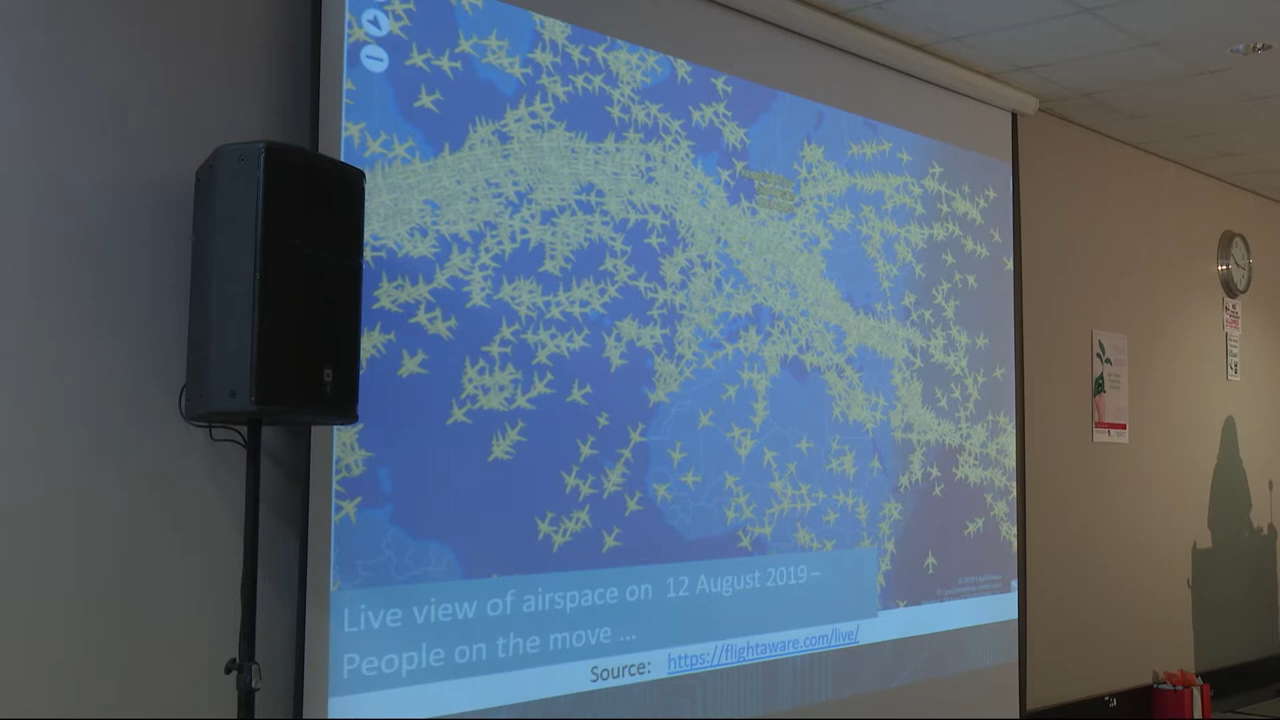 Live view of airspace on 12 August 2019 –
People on the move ...
Source: https://flightaware.com/live/